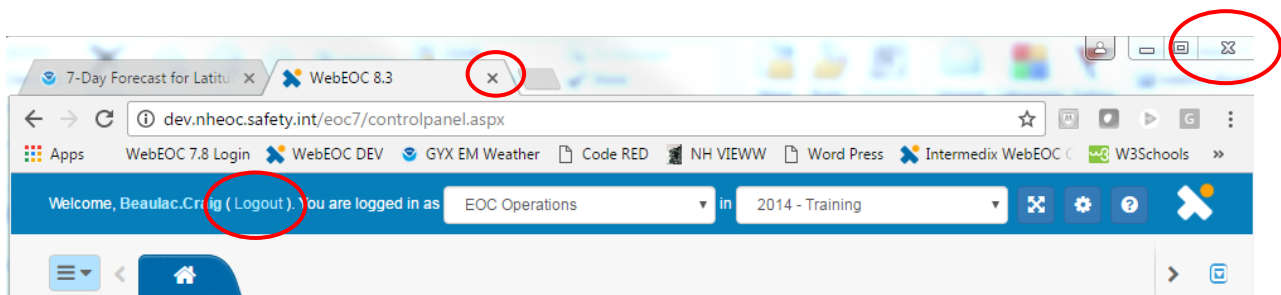 7-Day Forecast for Latitu
WebEOC 8.3
dev.nheoc.safety.int/eoc7/controlpanel.aspx
Apps WebEOC 7.8 Login WebEOC DEV GYX EM Weather Code RED NH VIEWW Word Press Intermedix WebEOC C W3Schools »
Welcome, Beaulac.Craig ( Logout ). You are logged in as EOC Operations in 2014 - Training